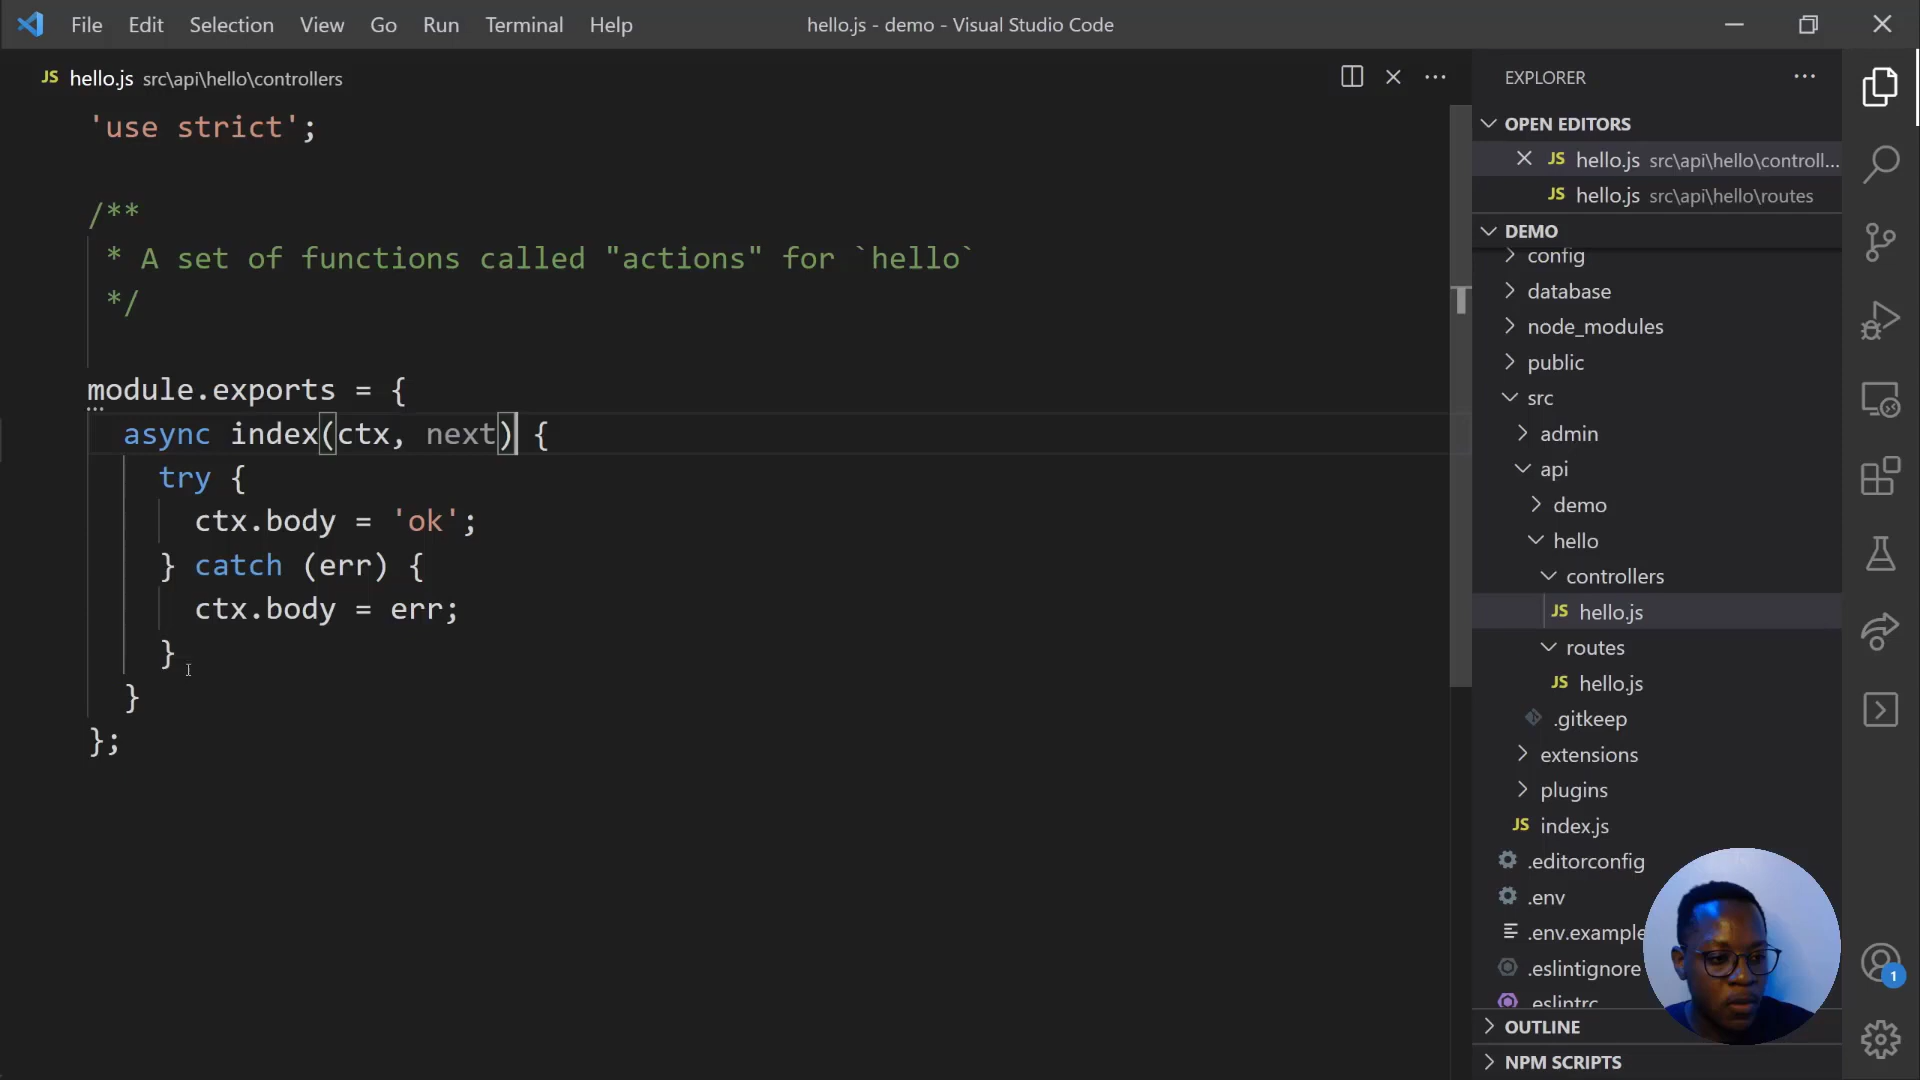 File Edit Selection View Go Run Terminal Help
hello.js - demo - Visual Studio Code
JS hello.js src\api\hello\controllers
'use strict';
/**
* A set of functions called "actions" for `hello`
*/
module.exports = {
async index(ctx, next) {
try {
ctx.body = 'ok';
} catch (err) {
ctx.body = err;
}
}
};
EXPLORER
OPEN EDITORS
JS hello.js src\api\hello\controll...
JS hello.js src\api\hello\routes
DEMO
config
database
node_modules
public
src
admin
api
demo
hello
controllers
JS hello.js
routes
JS hello.js
.gitkeep
extensions
plugins
JS index.js
.editorconfig
.env
.env.example
.eslintignore
.eslintrc
OUTLINE
NPM SCRIPTS
1